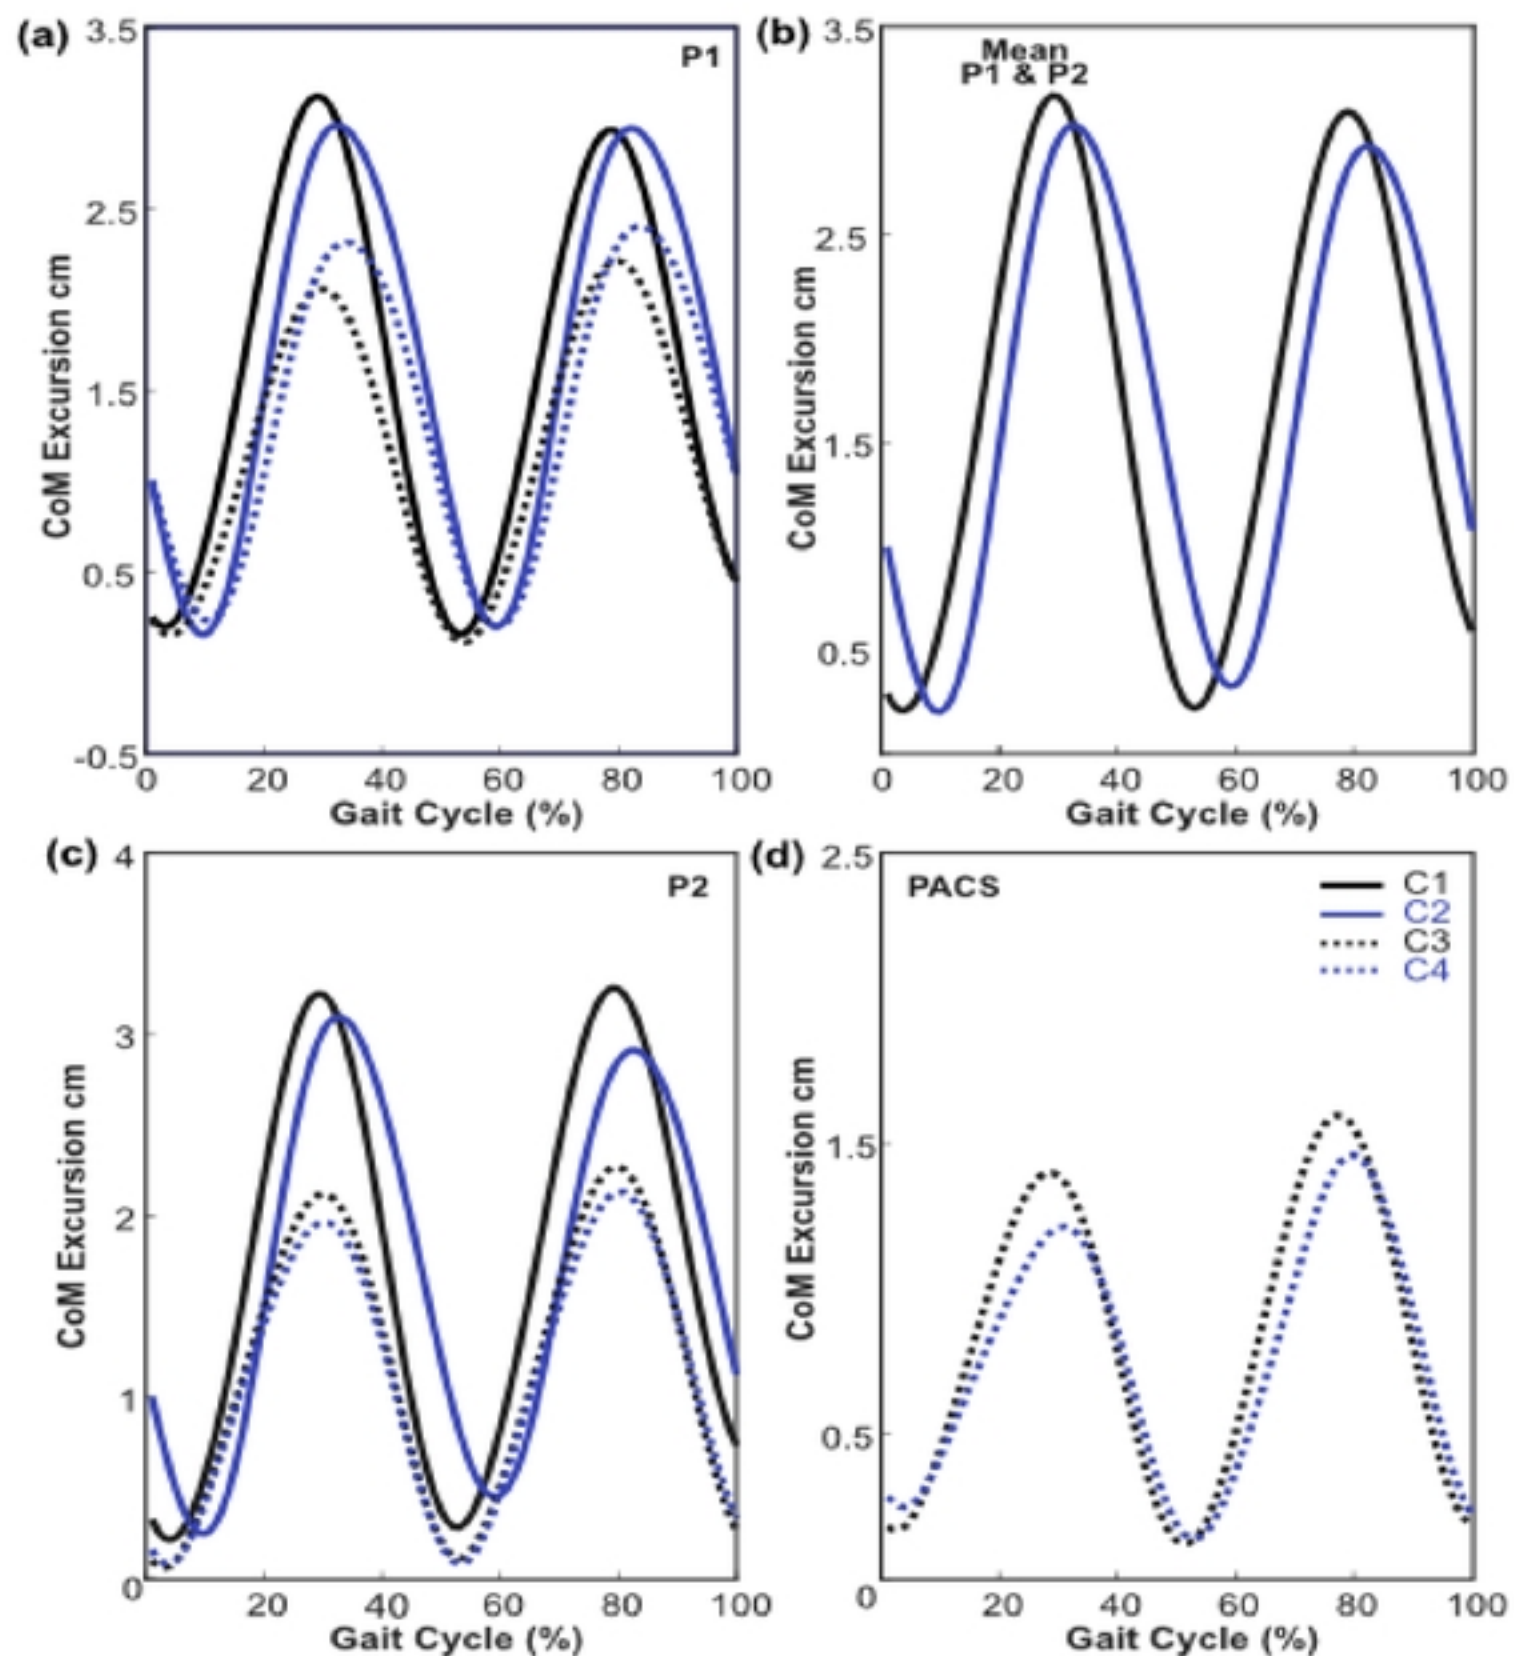 (a)
P1
3.5
2.5
1.5
0.5
-0.5
CoM Excursion cm
0 20 40 60 80 100
Gait Cycle (%)
(b)
Mean
P1 & P2
3.5
2.5
1.5
0.5
CoM Excursion cm
0 20 40 60 80 100
Gait Cycle (%)
(c)
P2
4
3
2
1
0
CoM Excursion cm
20 40 60 80 100
Gait Cycle (%)
(d)
PACS
C1
C2
C3
C4
2.5
1.5
0.5
0
CoM Excursion cm
20 40 60 80 100
Gait Cycle (%)